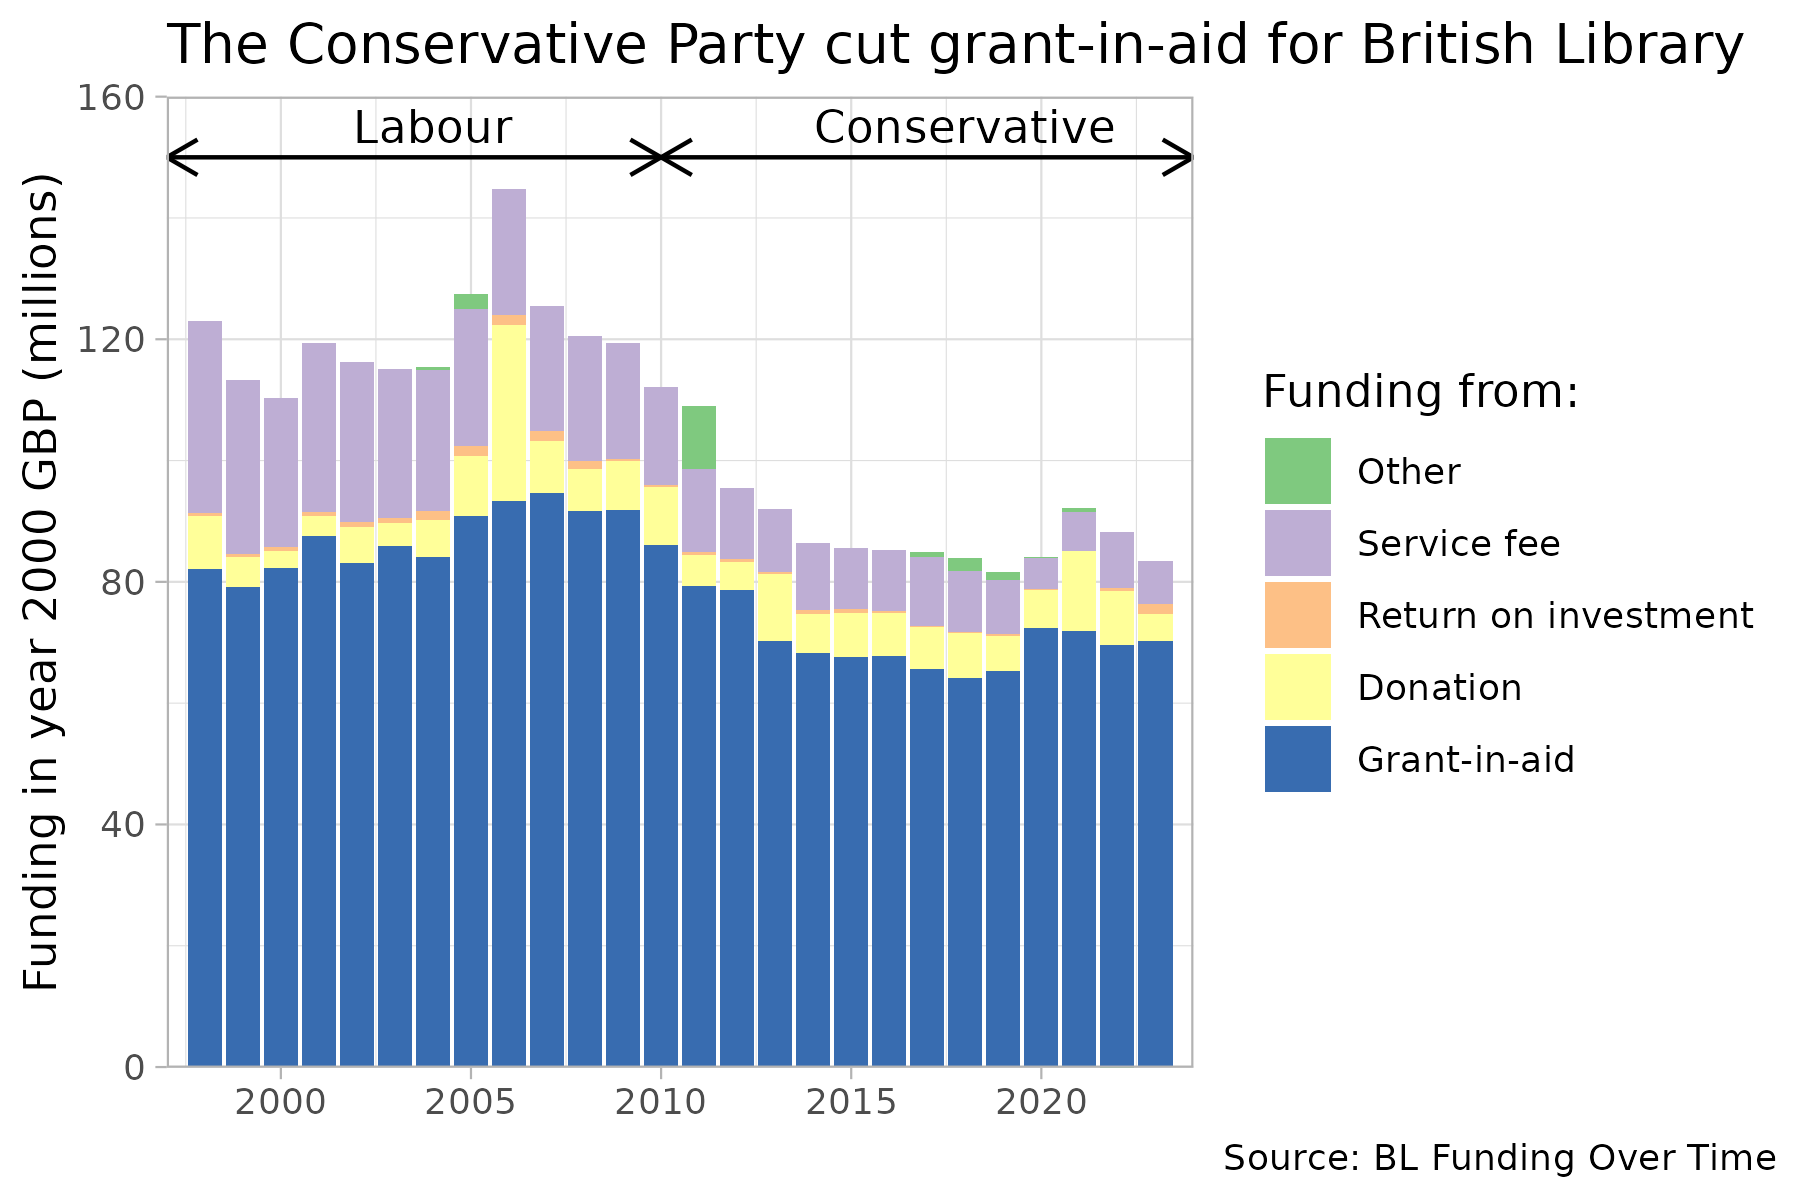 The Conservative Party cut grant-in-aid for British Library
Funding in year 2000 GBP (millions)
160
120
80
40
0
Labour
Conservative
2000
2005
2010
2015
2020
Funding from:
Other
Service fee
Return on investment
Donation
Grant-in-aid
Source: BL Funding Over Time